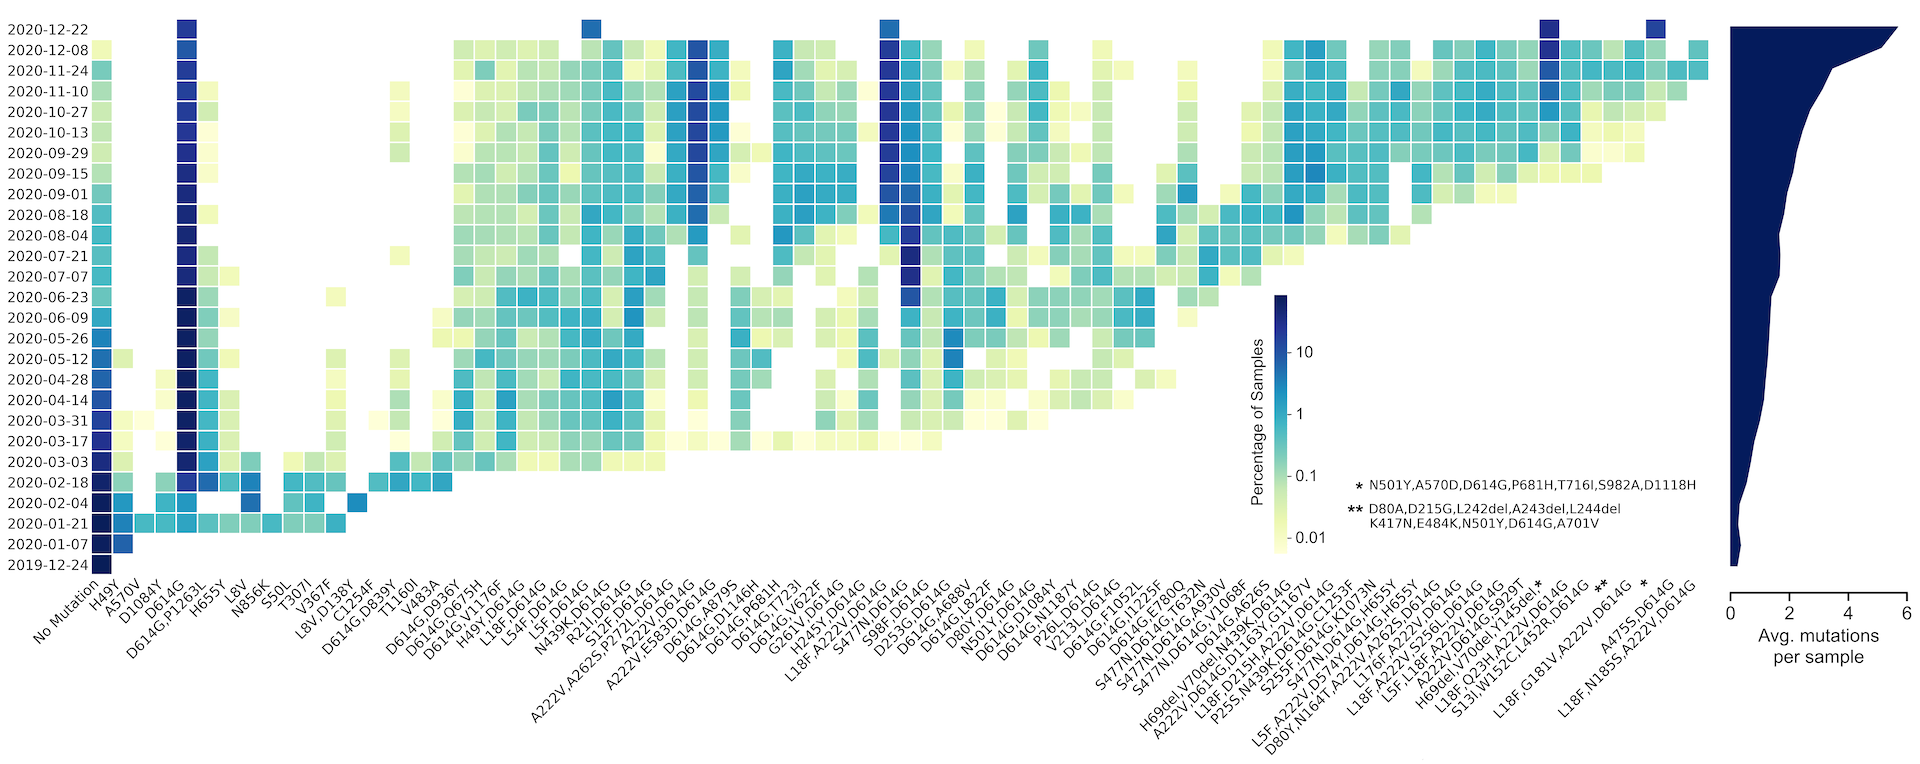 2020-12-22
2020-12-08
2020-11-24
2020-11-10
2020-10-27
2020-10-13
2020-09-29
2020-09-15
2020-09-01
2020-08-18
2020-08-04
2020-07-21
2020-07-07
2020-06-23
2020-06-09
2020-05-26
2020-05-12
2020-04-28
2020-04-14
2020-03-31
2020-03-17
2020-03-03
2020-02-18
2020-02-04
2020-01-21
2020-01-07
2019-12-24
No Mutation
H49Y
A570V
D1084Y
D614G
D614G,P1263L
H655Y
L8V
N856K
S50L
T307I
V367F
L8V,D1138Y
C1254F
D614G,D839Y
T1160I
V483A
D614G,D936Y
D614G,Q675H
D614G,V1176F
H49Y,D614G
L18F,D614G
L54F,D614G
L5F,D614G
N439K,D614G
R21I,D614G
S12F,D614G
A222V,A262S,P272L,D614G
A222V,D614G
A222V,E583D,D614G
D614G,A879S
D614G,D1146H
D614G,P681H
D614G,T723I
D614G,V622F
G261V,D614G
H245Y,D614G
L18F,A222V,D614G
S477N,D614G
S98F,D614G
D253G,D614G
D614G,A688V
D614G,L822F
D80Y,D614G
N501Y,D614G
D614G,D1084Y
D614G,N1187Y
P26L,D614G
V213L,D614G
D614G,F1052L
D614G,I1225F
D614G,E780Q
S477N,D614G,T632N
S477N,D614G,A930V
S477N,D614G,V1068F
D614G,A626S
H69del,V70del,N439K,D614G
A222V,D614G,D1163Y,G1167V
L18F,D215H,A222V,D614G
P25S,N439K,D614G,C1253F
S255F,D614G,K1073N
S477N,D614G,H655Y
L5F,A222V,D574Y,D614G,H655Y
D80Y,N164T,A222V,A262S,D614G
L176F,A222V,D614G
L18F,A222V,S256L,D614G
L5F,L18F,A222V,D614G
A222V,D614G,S929T
H69del,V70del,Y145del,*
L18F,Q23H,A222V,D614G
S13I,W152C,L452R,D614G
**
L18F,G181V,A222V,D614G
*
A475S,D614G
L18F,N185S,A222V,D614G
Percentage of Samples
10
1
0.1
0.01
* N501Y,A570D,D614G,P681H,T716I,S982A,D1118H
** D80A,D215G,L242del,A243del,L244del
K417N,E484K,N501Y,D614G,A701V
0 2 4 6
Avg. mutations
per sample